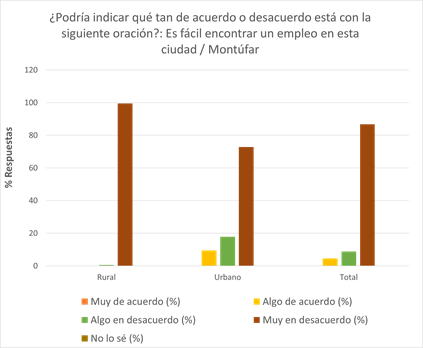 ¿Podría indicar qué tan de acuerdo o desacuerdo está con la
siguiente oración?: Es fácil encontrar un empleo en esta
ciudad / Montúfar
% Respuestas
120
100
80
60
40
20
0
Rural
Urbano
Total
Muy de acuerdo (%)
Algo de acuerdo (%)
Algo en desacuerdo (%)
Muy en desacuerdo (%)
No lo sé (%)